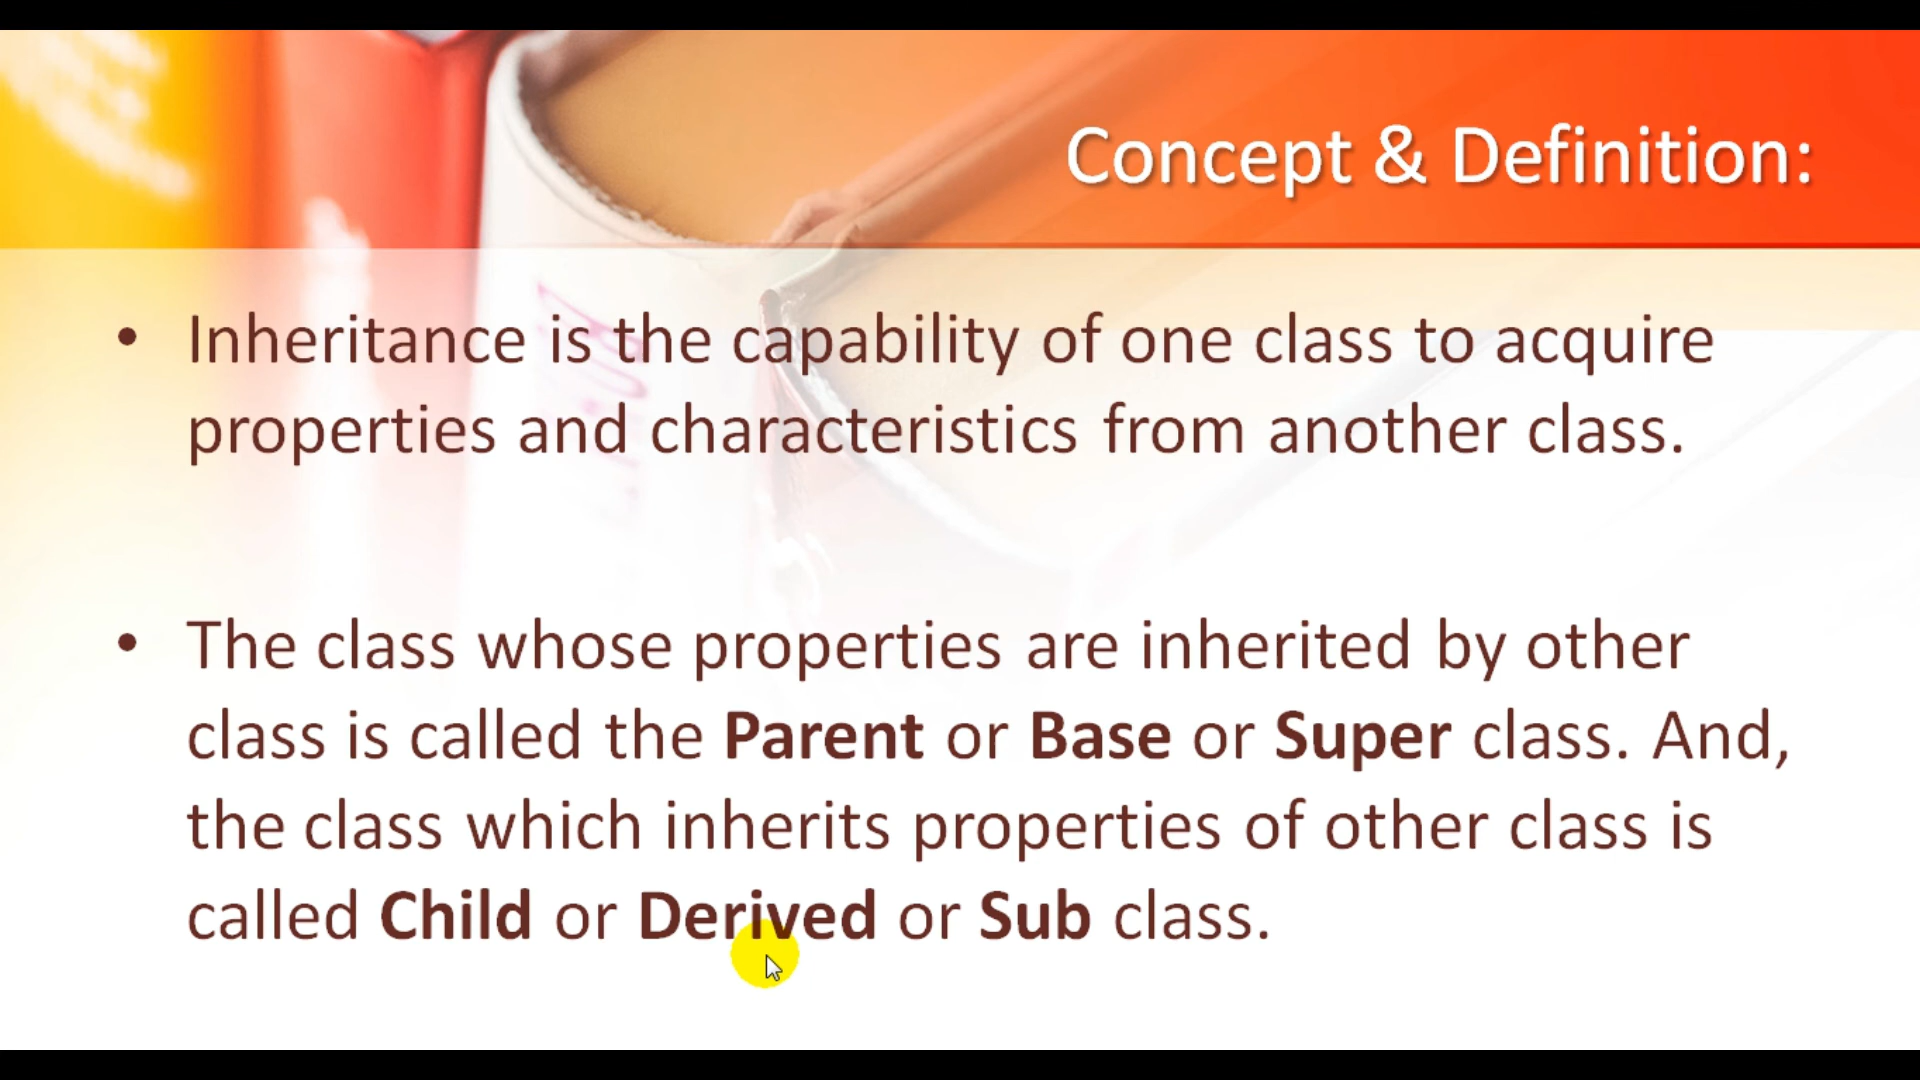 Concept & Definition:
• Inheritance is the capability of one class to acquire
properties and characteristics from another class.
• The class whose properties are inherited by other
class is called the Parent or Base or Super class. And,
the class which inherits properties of other class is
called Child or Derived or Sub class.